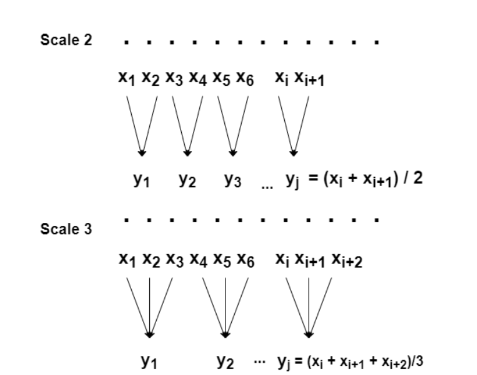 Scale 2
x1 x2 x3 x4 x5 x6 xi xi+1
y1 y2 y3 ... yj = (xi + xi+1) / 2
Scale 3
x1 x2 x3 x4 x5 x6 xi xi+1 xi+2
y1 y2 ... yj = (xi + xi+1 + xi+2)/3